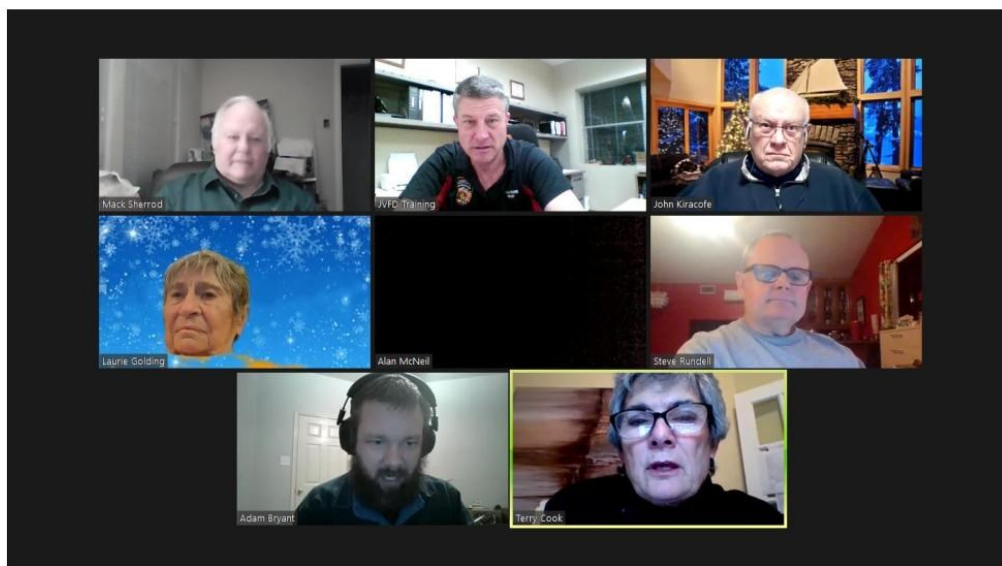 Mack Sherrod
JVFD Training
John Kiracofe
Laurie Golding
Alan McNeil
Steve Rundell
Adam Bryant
Terry Cook